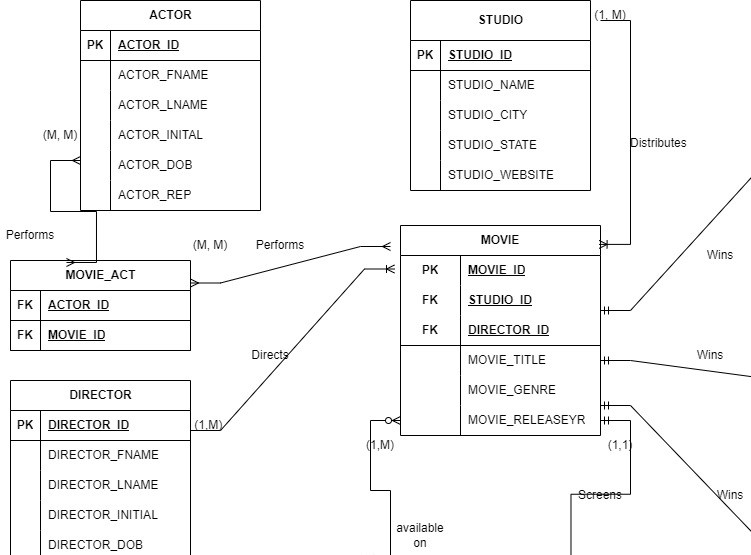 ACTOR
PK ACTOR_ID
ACTOR_FNAME
ACTOR_LNAME
ACTOR_INITAL
ACTOR_DOB
ACTOR_REP
(M, M)
Performs
STUDIO
(1, M)
PK STUDIO_ID
STUDIO_NAME
STUDIO_CITY
STUDIO_STATE
STUDIO_WEBSITE
Distributes
MOVIE_ACT
FK ACTOR_ID
FK MOVIE_ID
(M, M)
Performs
MOVIE
PK MOVIE_ID
FK STUDIO_ID
FK DIRECTOR_ID
MOVIE_TITLE
MOVIE_GENRE
MOVIE_RELEASEYR
Wins
Wins
Wins
Directs
DIRECTOR
PK DIRECTOR_ID
DIRECTOR_FNAME
DIRECTOR_LNAME
DIRECTOR_INITIAL
DIRECTOR_DOB
(1,M)
(1,M)
(1,1)
Screens
available
on